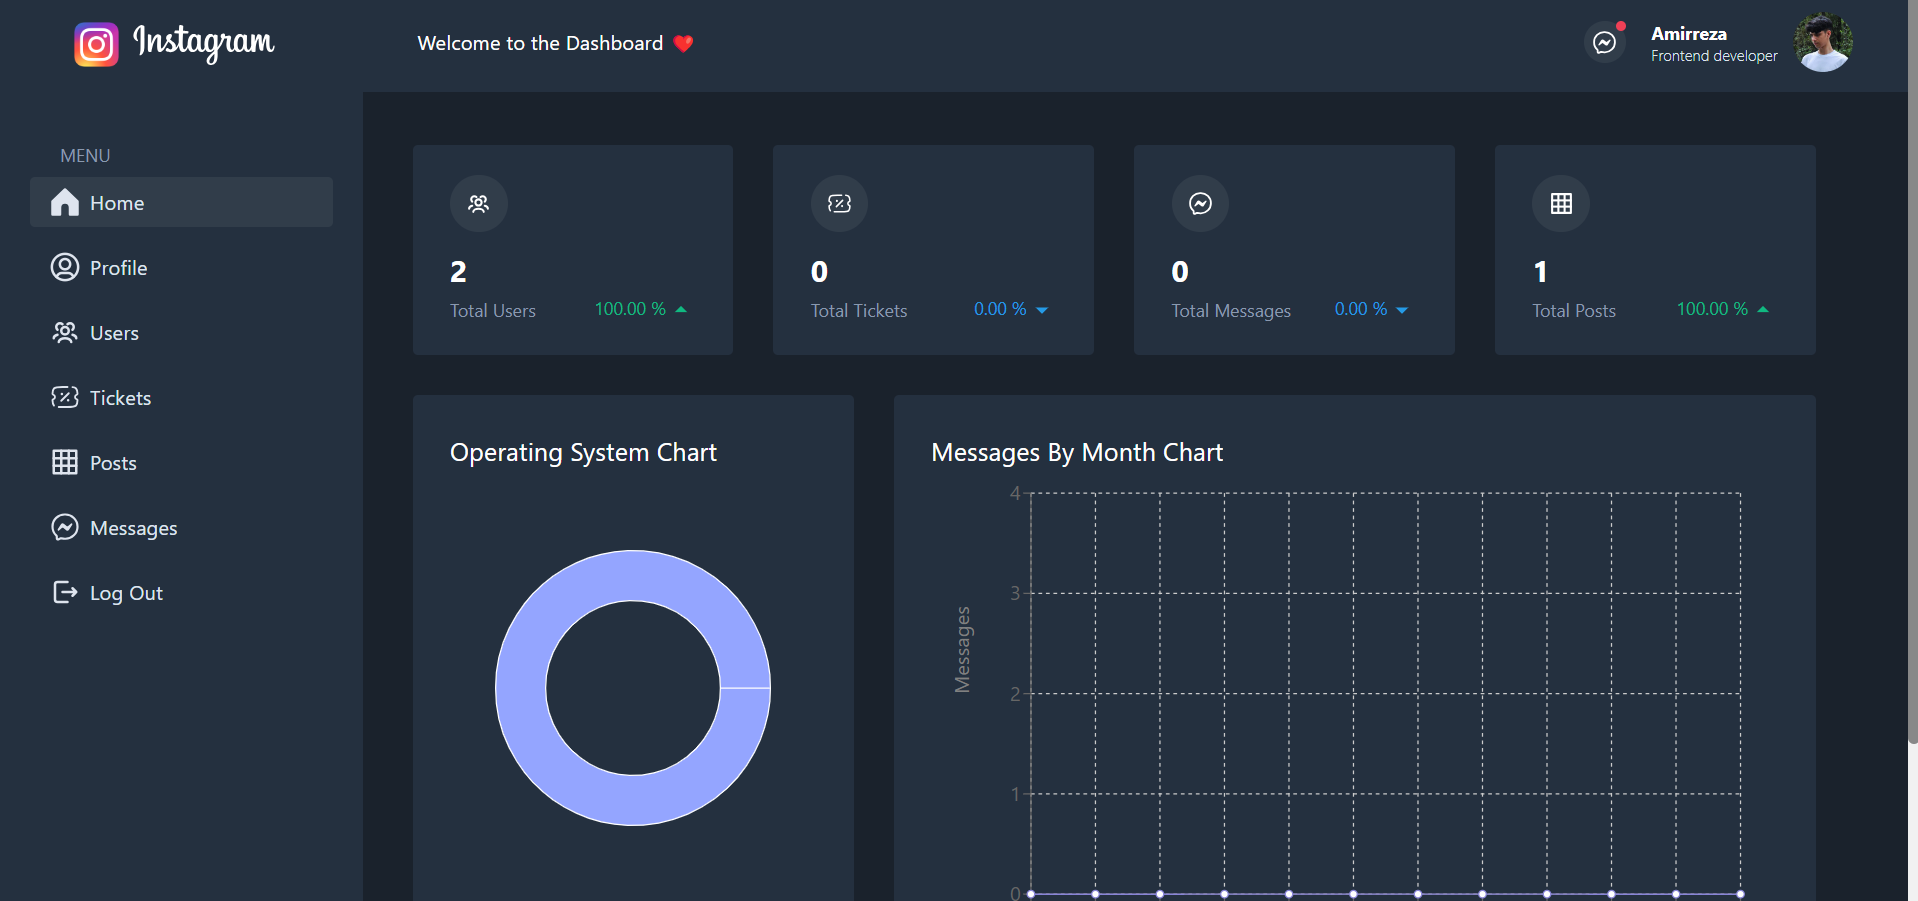 Instagram
Welcome to the Dashboard ❤️
Amirreza
Frontend developer
MENU
Home
Profile
Users
Tickets
Posts
Messages
Log Out
2
Total Users
100.00 %
0
Total Tickets
0.00 %
0
Total Messages
0.00 %
1
Total Posts
100.00 %
Operating System Chart
Messages By Month Chart
4
3
2
1
0
Messages